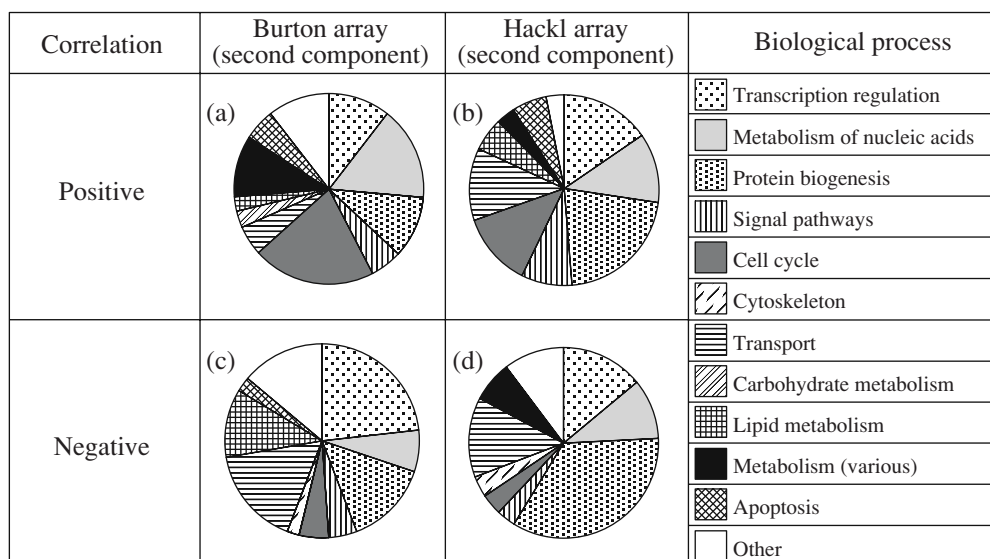 Correlation
Burton array
(second component)
Hackl array
(second component)
Biological process
Positive
(a)
(b)
Negative
(c)
(d)
Transcription regulation
Metabolism of nucleic acids
Protein biogenesis
Signal pathways
Cell cycle
Cytoskeleton
Transport
Carbohydrate metabolism
Lipid metabolism
Metabolism (various)
Apoptosis
Other